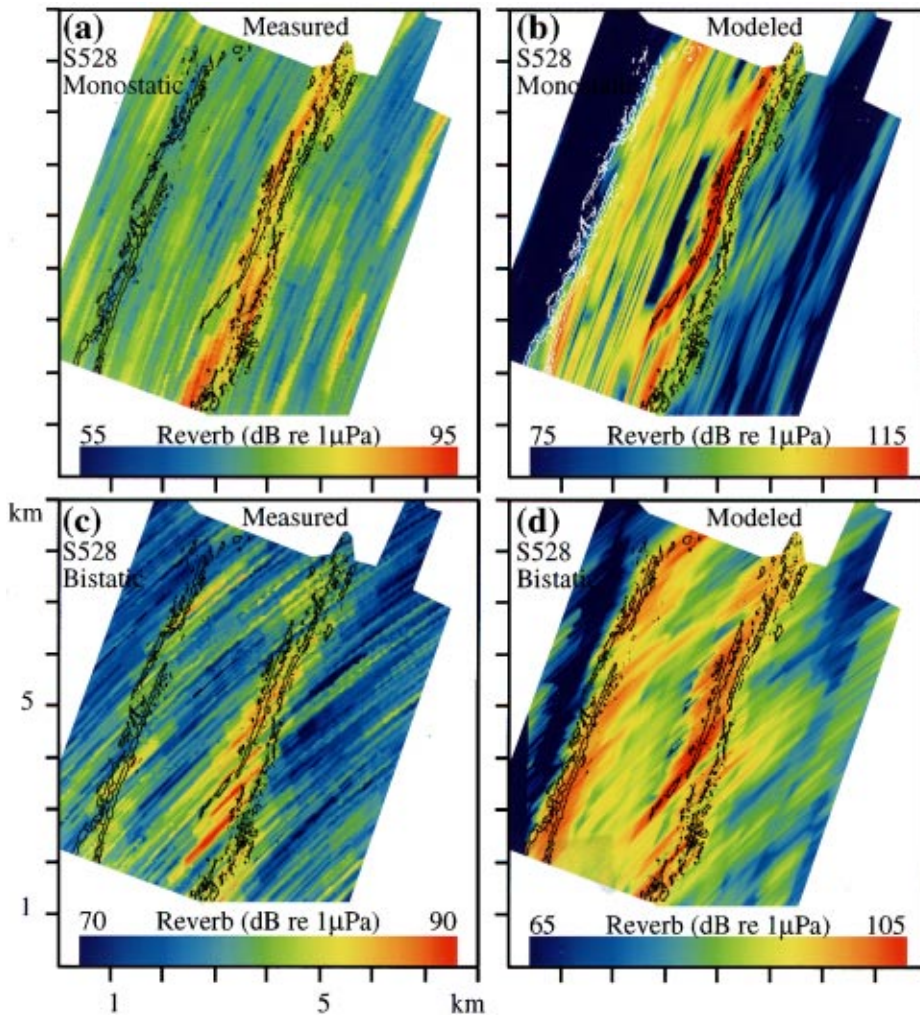 (a) Measured
S528
Monostatic
55 Reverb (dB re 1μPa) 95
(b) Modeled
S528
Monostatic
75 Reverb (dB re 1μPa) 115
km
(c) Measured
S528
Bistatic
5
1
70 Reverb (dB re 1μPa) 90
(d) Modeled
S528
Bistatic
65 Reverb (dB re 1μPa) 105
1 5 km